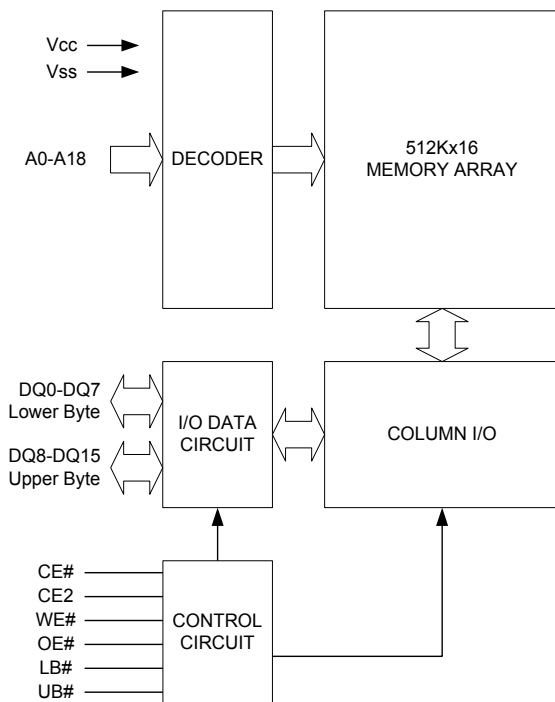 Vcc
Vss
A0-A18
DECODER
512Kx16
MEMORY ARRAY
DQ0-DQ7
Lower Byte
DQ8-DQ15
Upper Byte
I/O DATA
CIRCUIT
COLUMN I/O
CE#
CE2
WE#
OE#
LB#
UB#
CONTROL
CIRCUIT